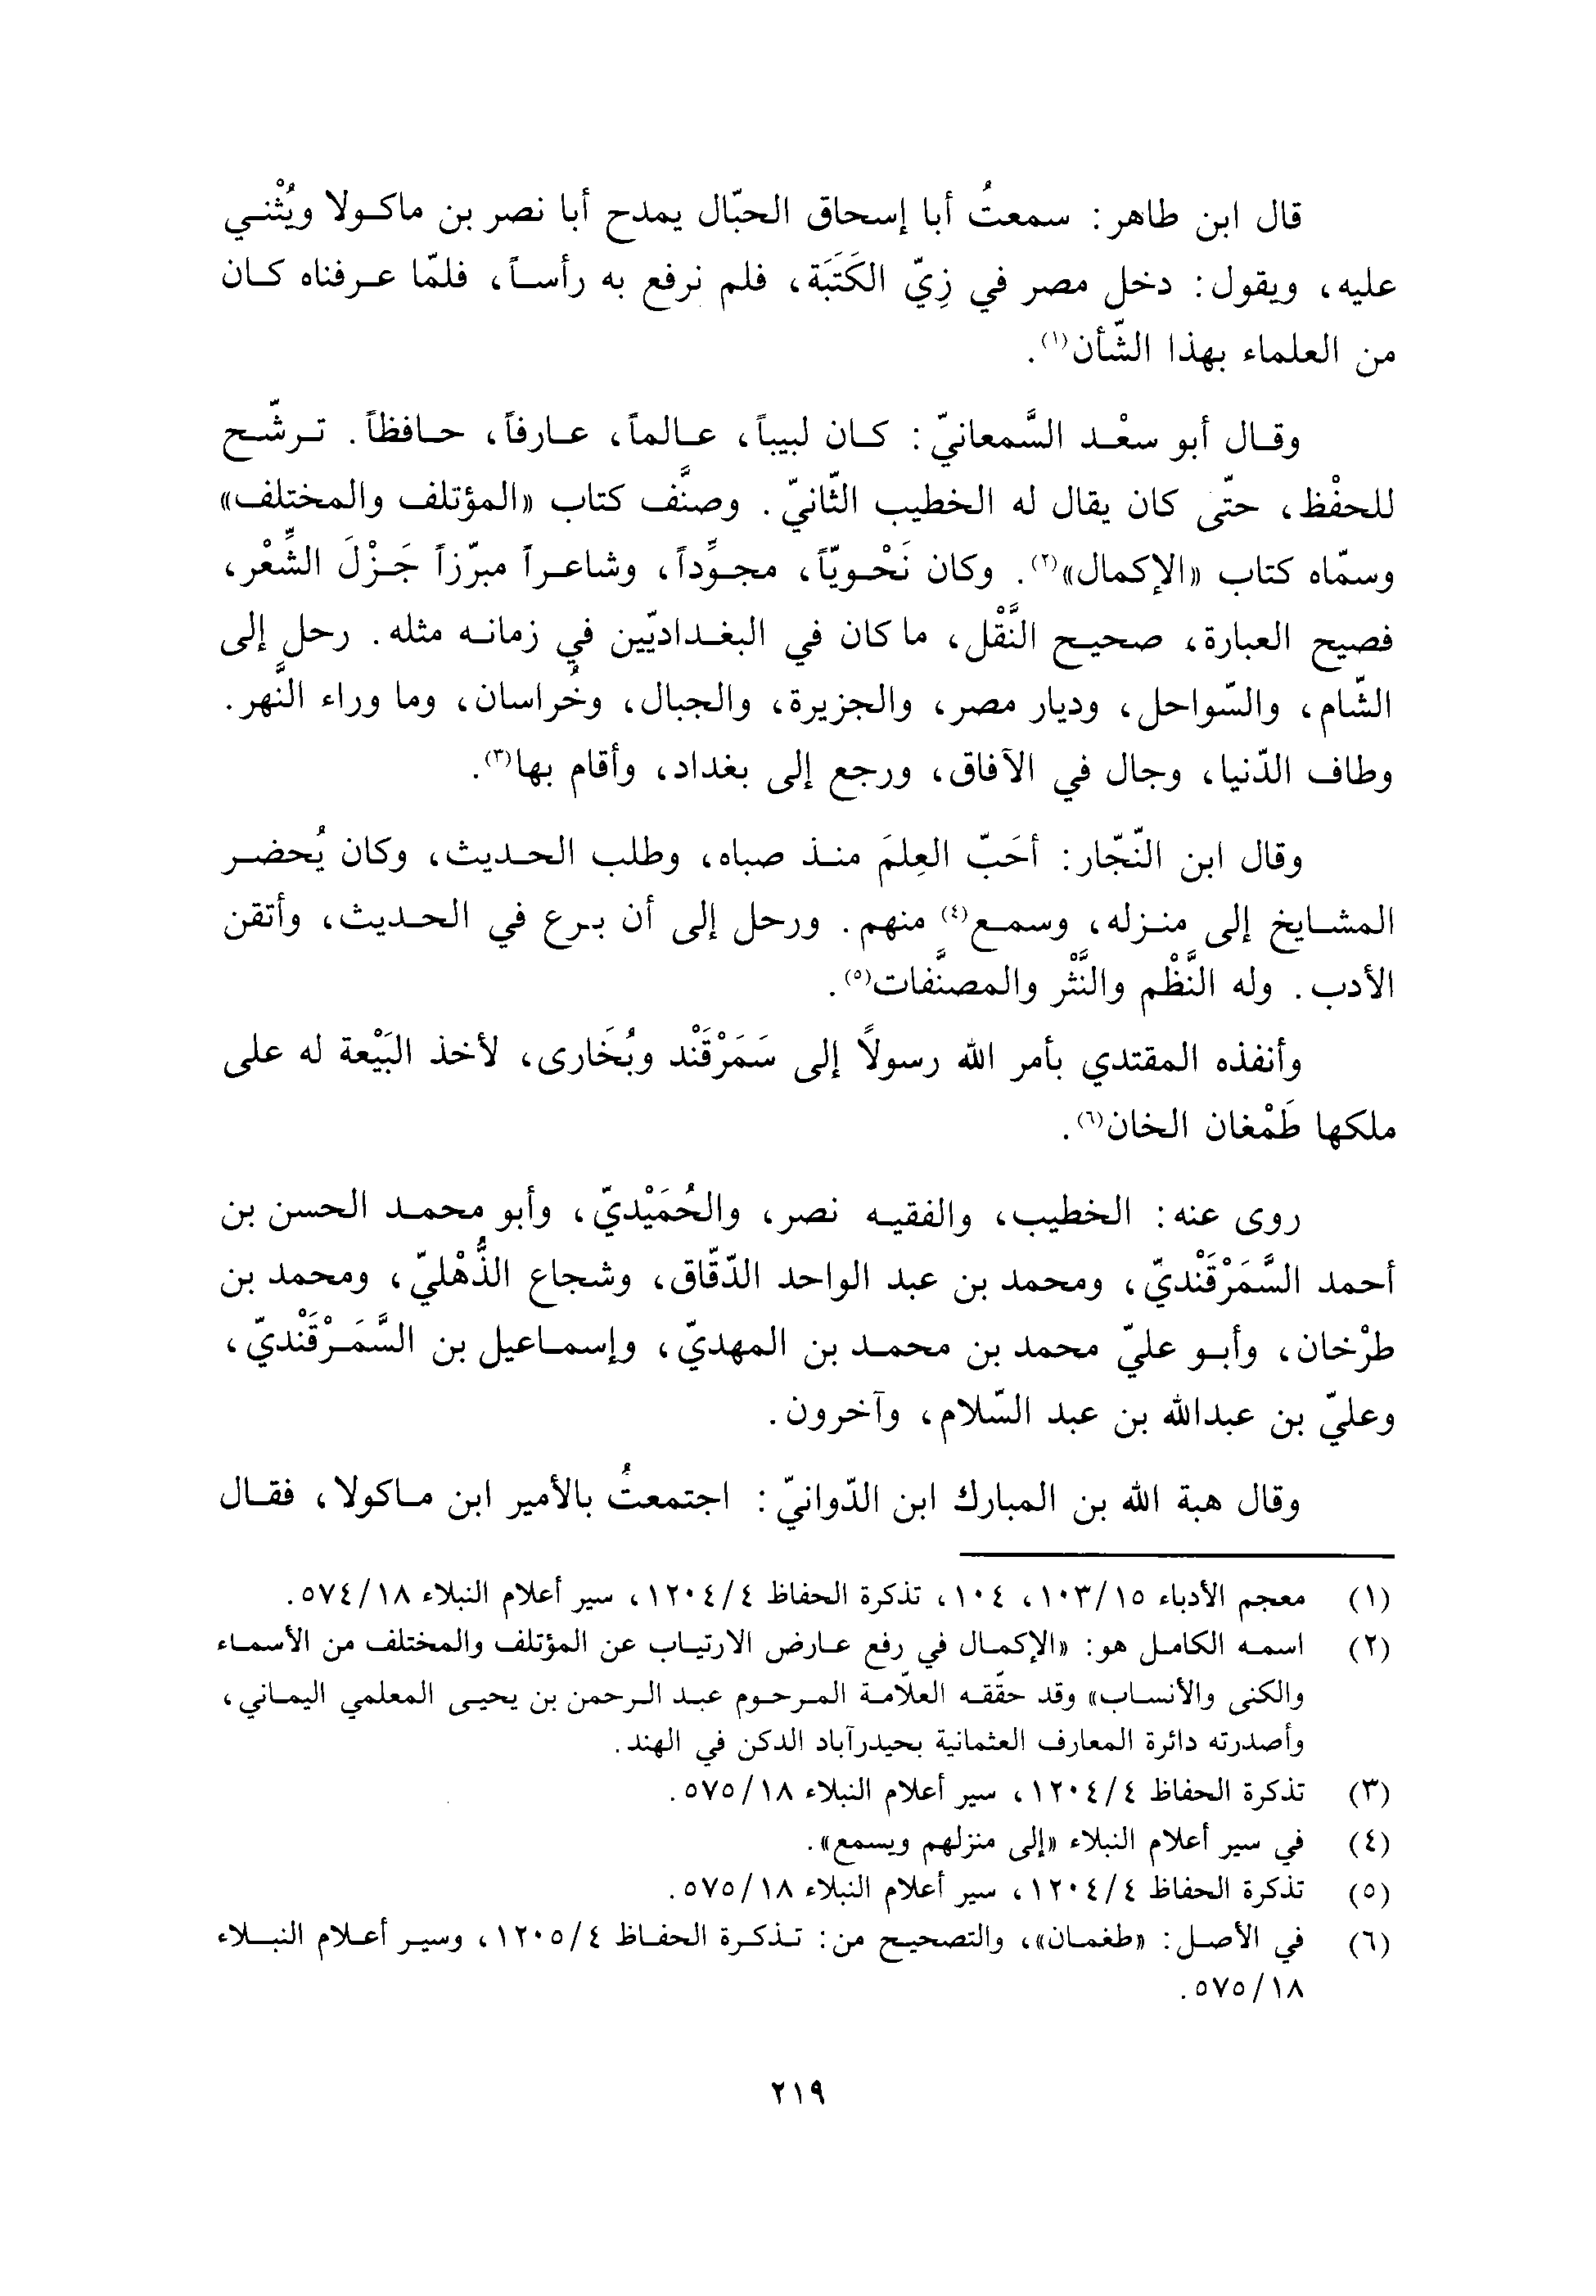 قال ابن طاهر: سمعتُ أبا إسحاق الحبّال يمدح أبا نصر بن ماكولا ويُثْني
عليه، ويقول: دخل مصر في زِيّ الكَتَبَة، فلم نرفع به رأساً، فلمّا عرفناه كان
من العلماء بهذا الشّأن(١).
وقال أبو سعْد السَّمعانيّ: كان لبيباً، عالماً، عارفاً، حافظاً. ترشّح
للحفْظ، حتّى كان يقال له الخطيب الثّانيّ. وصنَّف كتاب «المؤتلف والمختلف»
وسمّاه كتاب «الإكمال»(٢). وكان نَحْويّاً، مجوِّداً، وشاعراً مبرّزاً جَزْلَ الشِّعْر،
فصيح العبارة، صحيح النَّقْل، ما كان في البغداديّين في زمانه مثله. رحل إلى
الشّام، والسّواحل، وديار مصر، والجزيرة، والجبال، وخُراسان، وما وراء النَّهر.
وطاف الدّنيا، وجال في الآفاق، ورجع إلى بغداد، وأقام بها(٣).
وقال ابن النّجّار: أحَبّ العِلمَ منذ صباه، وطلب الحديث، وكان يُحضر
المشايخ إلى منزله، وسمع(٤) منهم. ورحل إلى أن برع في الحديث، وأتقن
الأدب. وله النَّظْم والنَّثْر والمصنَّفات(٥).
وأنفذه المقتدي بأمر الله رسولاً إلى سَمَرْقَنْد وبُخَارى، لأخذ البَيْعة له على
ملكها طَمْغان الخان(٦).
روى عنه: الخطيب، والفقيه نصر، والحُمَيْديّ، وأبو محمد الحسن بن
أحمد السَّمَرْقَنْديّ، ومحمد بن عبد الواحد الدّقّاق، وشجاع الذُّهْليّ، ومحمد بن
طرْخان، وأبو عليّ محمد بن محمد بن المهديّ، وإسماعيل بن السَّمَرْقَنْديّ،
وعليّ بن عبدالله بن عبد السّلام، وآخرون.
وقال هبة الله بن المبارك ابن الدّوانيّ: اجتمعتُ بالأمير ابن ماكولا، فقال
(١) معجم الأدباء ١٥/١٠٣، ١٠٤، تذكرة الحفاظ ٤/١٢٠٤، سير أعلام النبلاء ١٨/٥٧٤.
(٢) اسمه الكامل هو: «الإكمال في رفع عارض الارتياب عن المؤتلف والمختلف من الأسماء
والكنى والأنساب» وقد حقّقه العلاّمة المرحوم عبد الرحمن بن يحيى المعلمي اليماني،
وأصدرته دائرة المعارف العثمانية بحيدرآباد الدكن في الهند.
(٣) تذكرة الحفاظ ٤/١٢٠٤، سير أعلام النبلاء ١٨/٥٧٥.
(٤) في سير أعلام النبلاء «إلى منزلهم ويسمع».
(٥) تذكرة الحفاظ ٤/١٢٠٤، سير أعلام النبلاء ١٨/٥٧٥.
(٦) في الأصل: «طغمان»، والتصحيح من: تذكرة الحفاظ ٤/١٢٠٥، وسير أعلام النبلاء
١٨/٥٧٥.
٢١٩